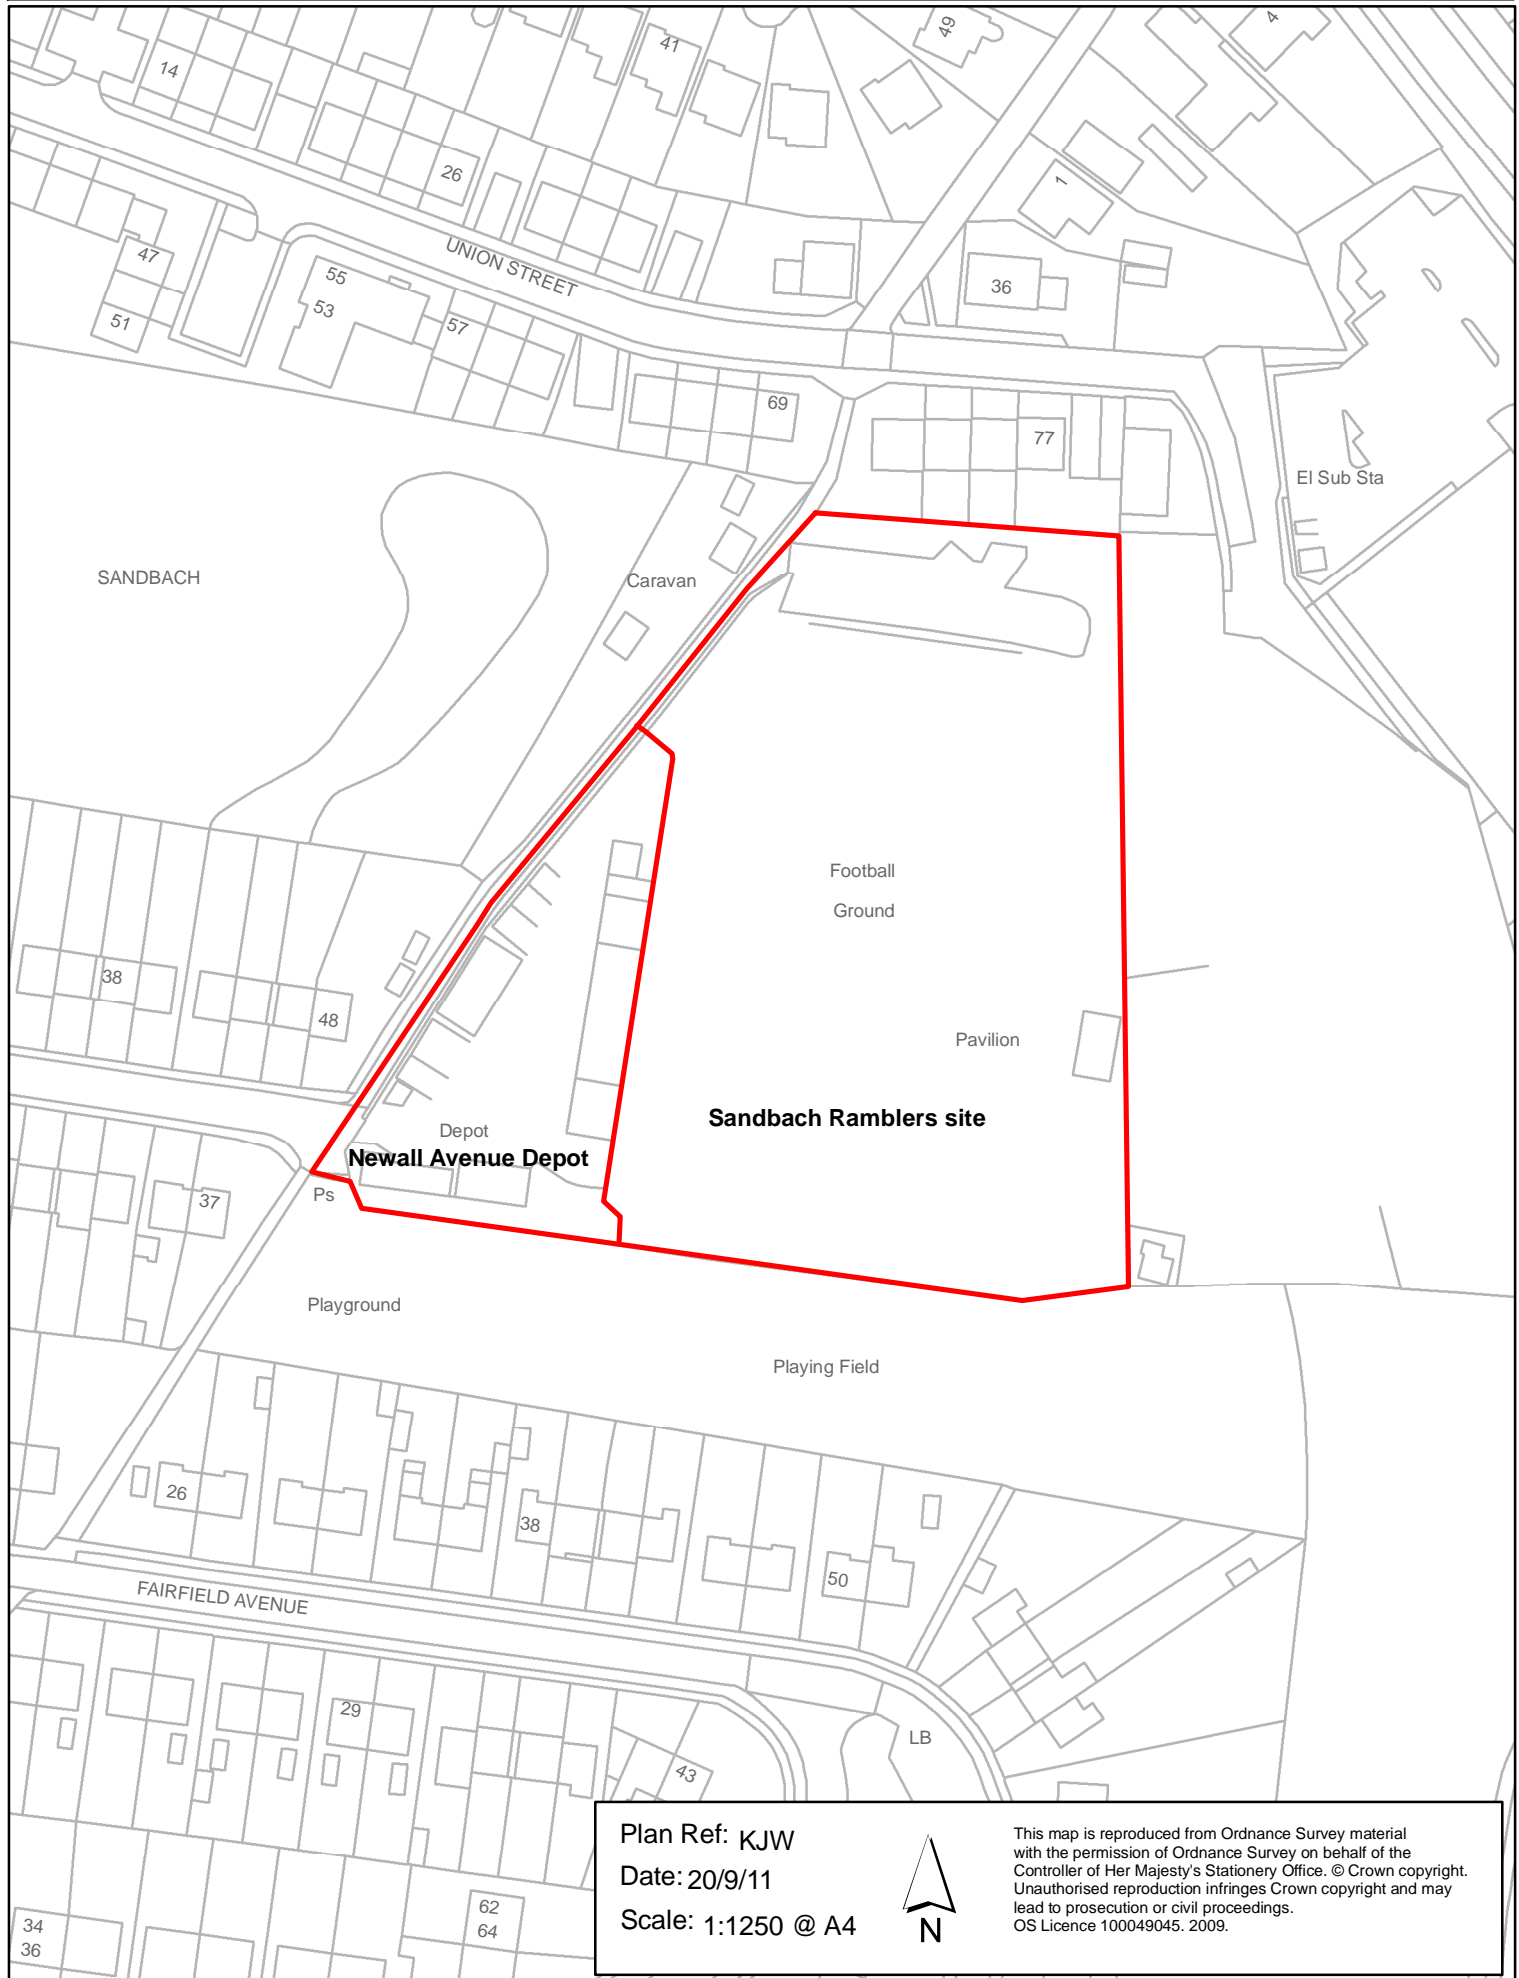 14
41
49
4
26
1
UNION STREET
47
51
55
53
57
36
69
77
El Sub Sta
SANDBACH
Caravan
Football
Ground
38
48
Pavilion
Sandbach Ramblers site
Depot
Newall Avenue Depot
Ps
37
Playground
Playing Field
26
38
50
FAIRFIELD AVENUE
29
43
LB
34
36
62
64
Plan Ref: KJW
Date: 20/9/11
Scale: 1:1250 @ A4
N
This map is reproduced from Ordnance Survey material
with the permission of Ordnance Survey on behalf of the
Controller of Her Majesty's Stationery Office. © Crown copyright.
Unauthorised reproduction infringes Crown copyright and may
lead to prosecution or civil proceedings.
OS Licence 100049045. 2009.